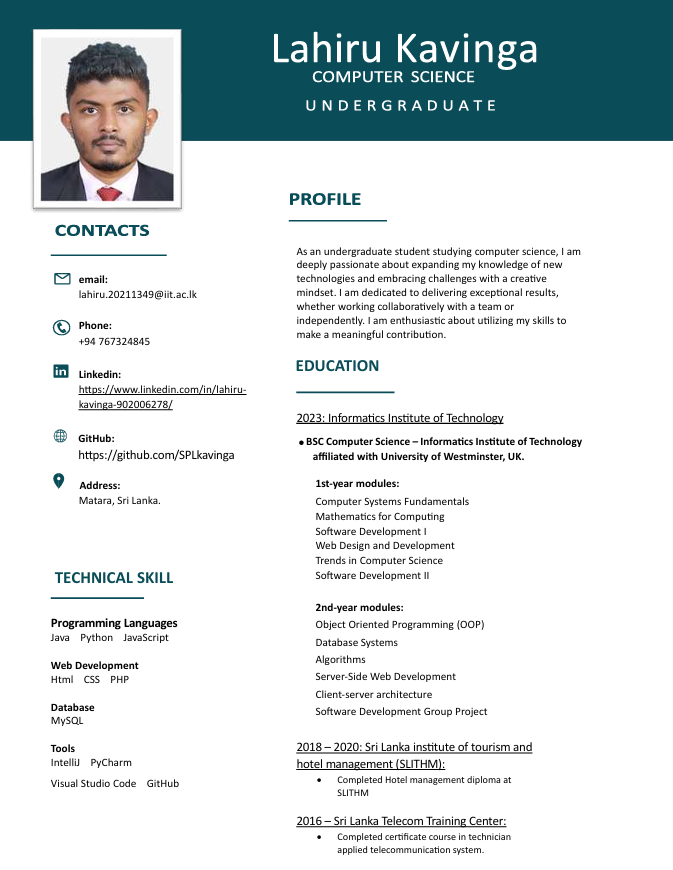 Lahiru Kavinga
COMPUTER SCIENCE
UNDERGRADUATE
CONTACTS
email:
lahiru.20211349@iit.ac.lk
Phone:
+94 767324845
Linkedin:
https://www.linkedin.com/in/lahiru-
kavinga-902006278/
GitHub:
https://github.com/SPLkavinga
Address:
Matara, Sri Lanka.
TECHNICAL SKILL
Programming Languages
Java Python JavaScript
Web Development
Html CSS PHP
Database
MySQL
Tools
IntelliJ PyCharm
Visual Studio Code GitHub
PROFILE
As an undergraduate student studying computer science, I am
deeply passionate about expanding my knowledge of new
technologies and embracing challenges with a creative
mindset. I am dedicated to delivering exceptional results,
whether working collaboratively with a team or
independently. I am enthusiastic about utilizing my skills to
make a meaningful contribution.
EDUCATION
2023: Informatics Institute of Technology
• BSC Computer Science – Informatics Institute of Technology
affiliated with University of Westminster, UK.
1st-year modules:
Computer Systems Fundamentals
Mathematics for Computing
Software Development I
Web Design and Development
Trends in Computer Science
Software Development II
2nd-year modules:
Object Oriented Programming (OOP)
Database Systems
Algorithms
Server-Side Web Development
Client-server architecture
Software Development Group Project
2018 – 2020: Sri Lanka institute of tourism and
hotel management (SLITHM):
• Completed Hotel management diploma at
SLITHM
2016 – Sri Lanka Telecom Training Center:
• Completed certificate course in technician
applied telecommunication system.